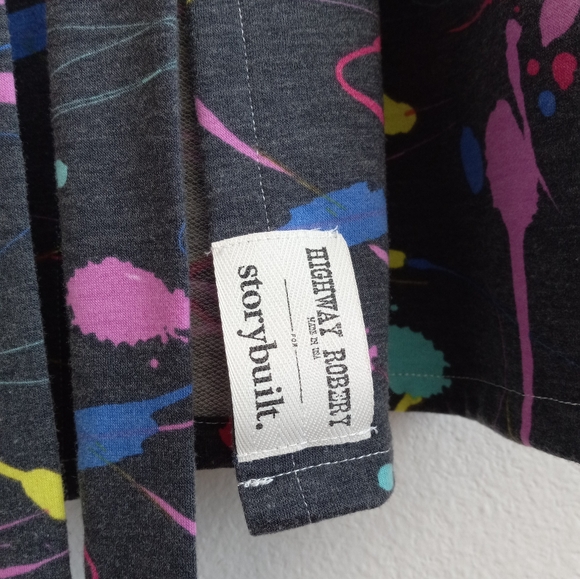 HIGHWAY ROBERY
MADE IN USA
FOR
storybuilt.